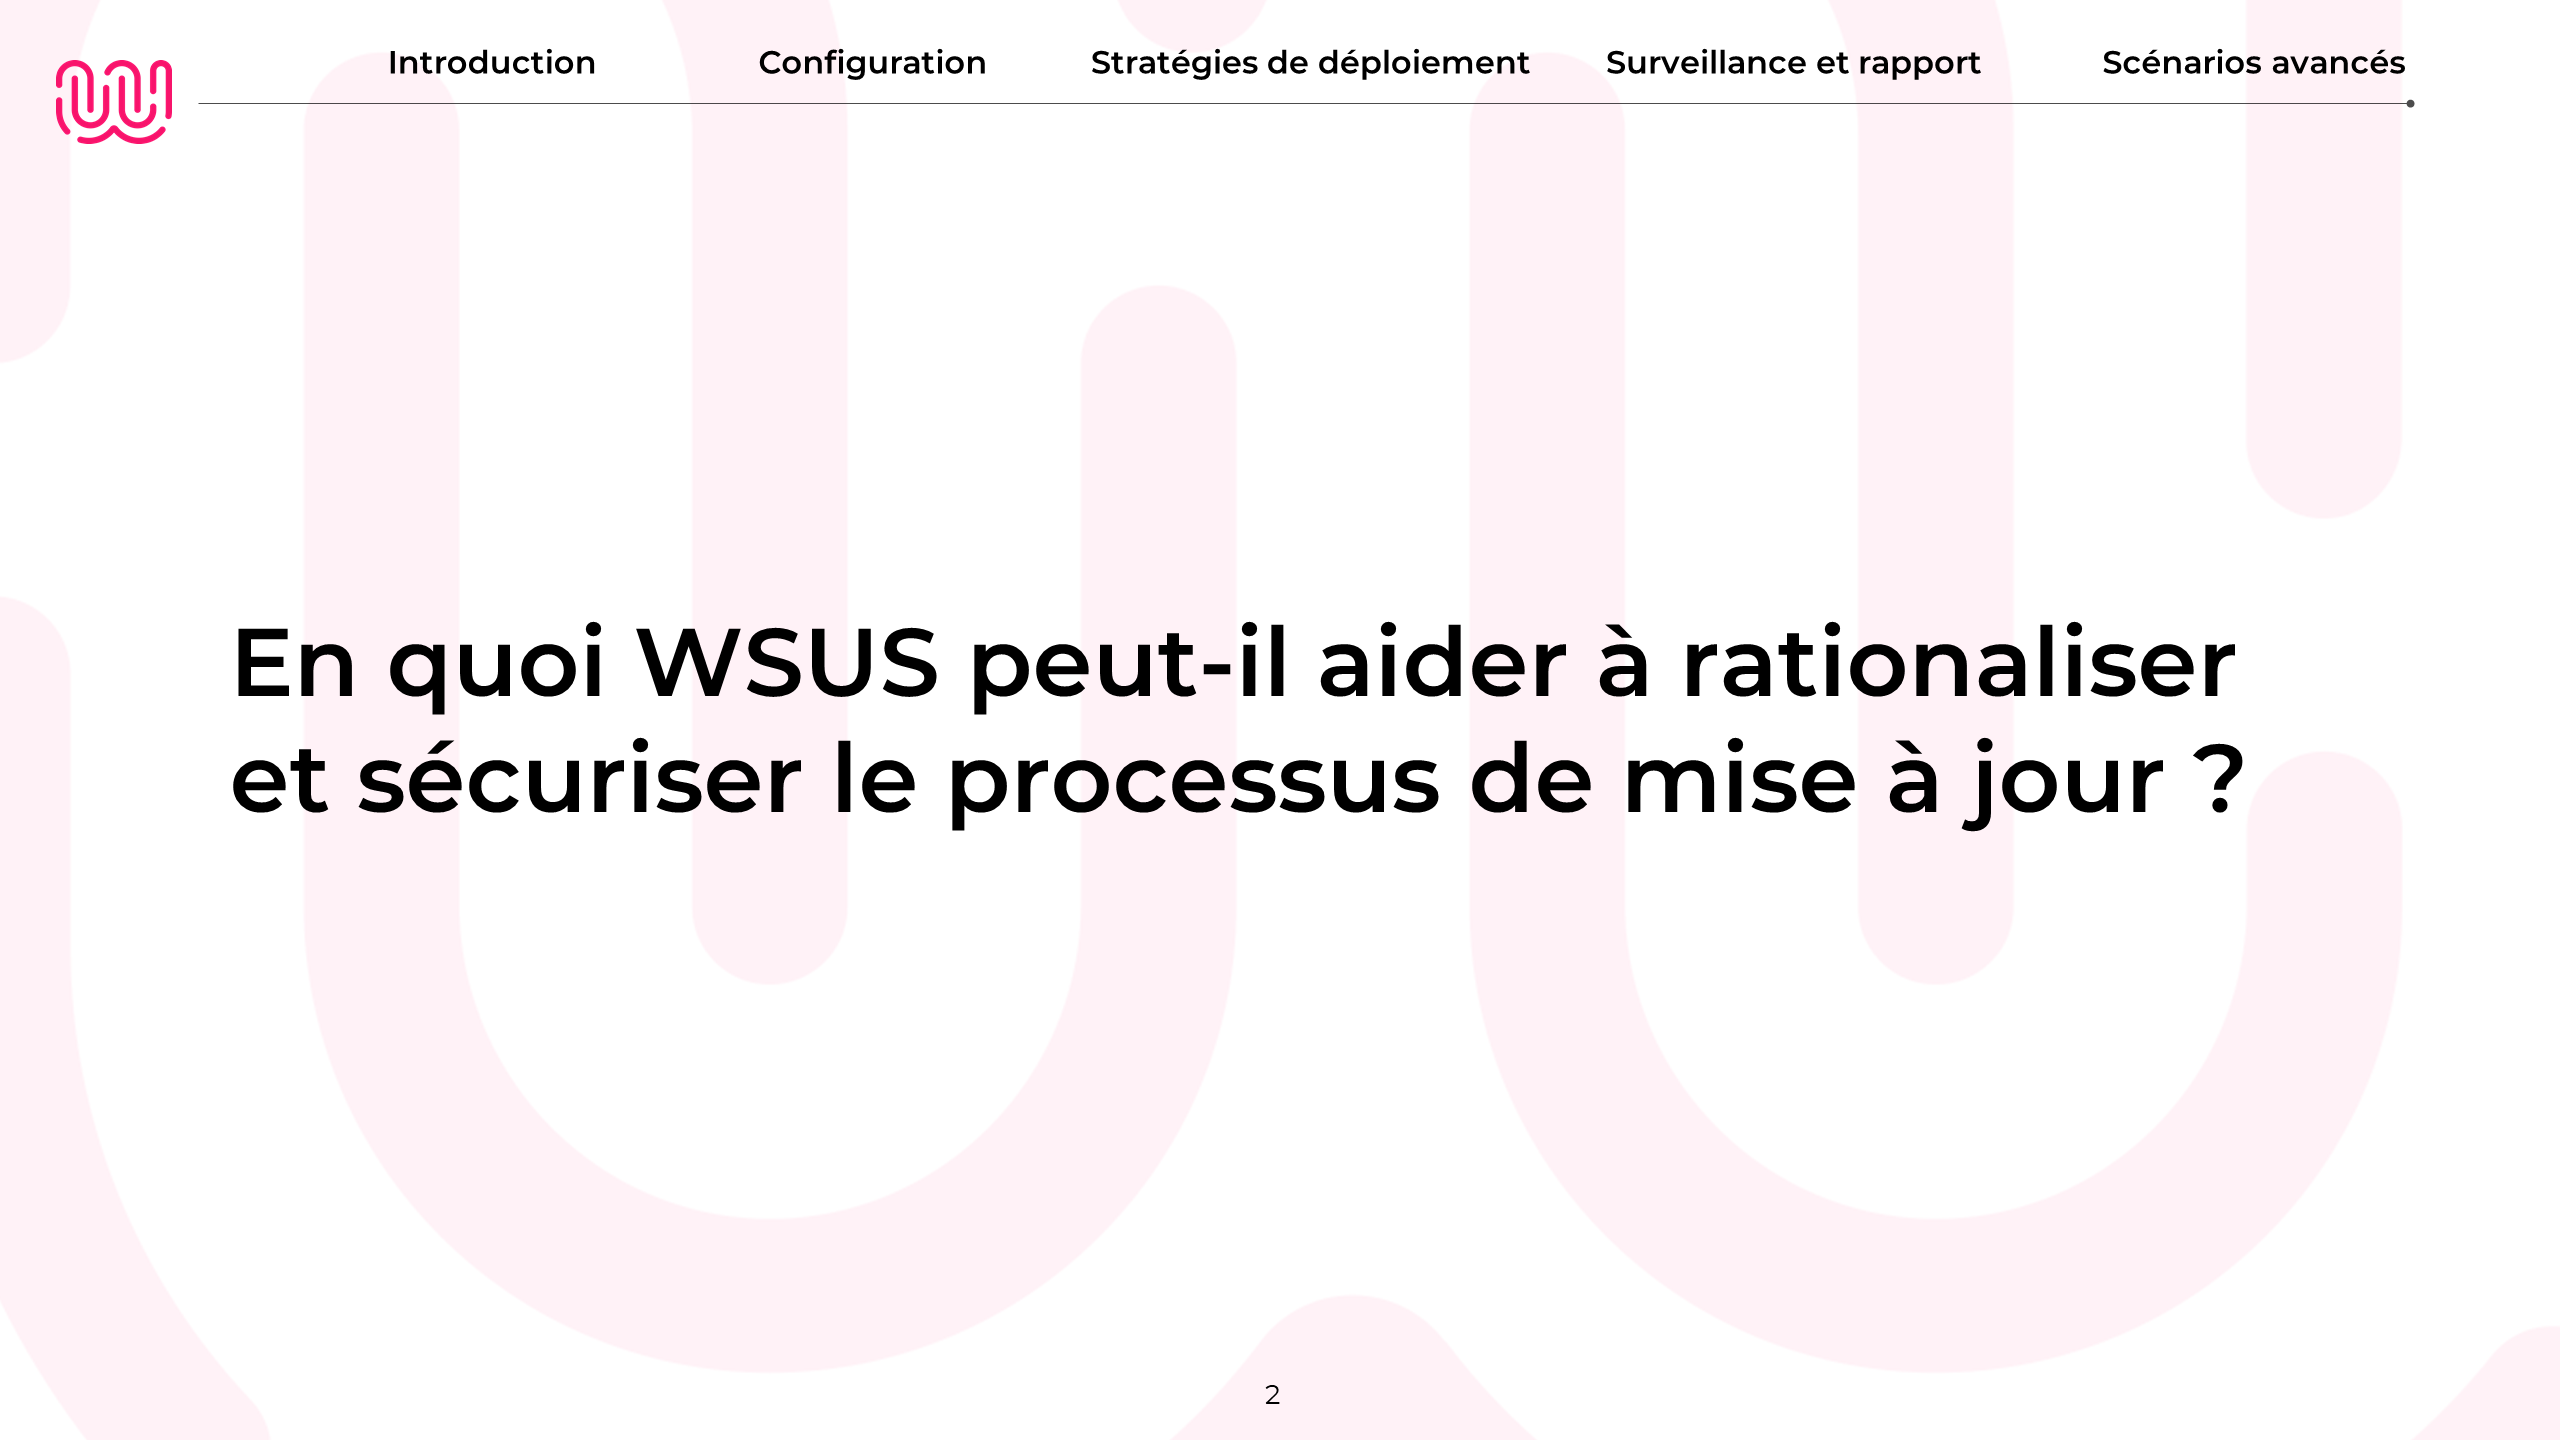 Introduction Configuration Stratégies de déploiement Surveillance et rapport Scénarios avancés
En quoi WSUS peut-il aider à rationaliser
et sécuriser le processus de mise à jour ?
2